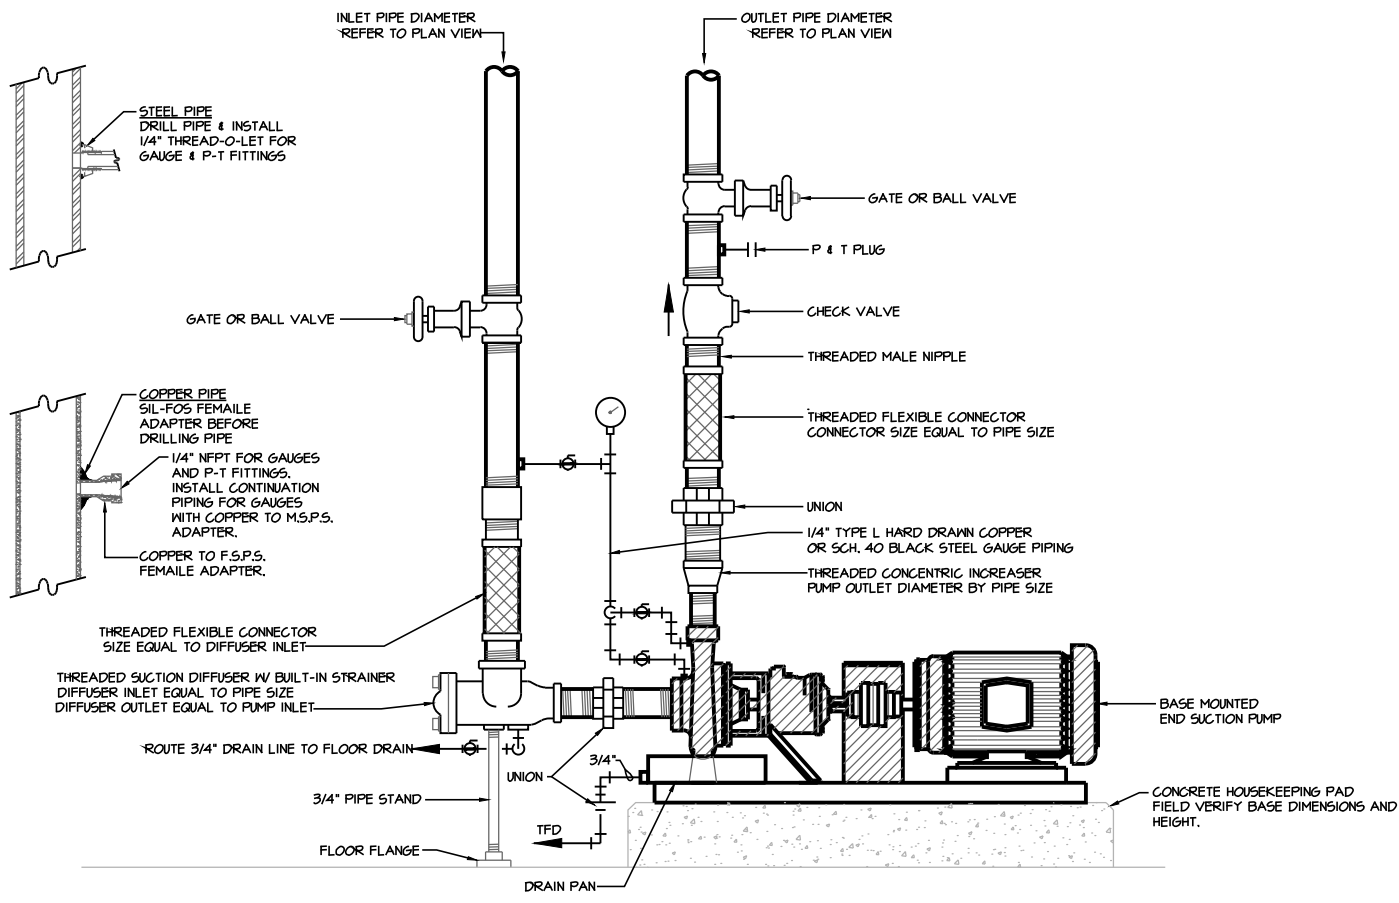 INLET PIPE DIAMETER
REFER TO PLAN VIEW
OUTLET PIPE DIAMETER
REFER TO PLAN VIEW
STEEL PIPE
DRILL PIPE & INSTALL
1/4" THREAD-O-LET FOR
GAUGE & P-T FITTINGS
GATE OR BALL VALVE
P & T PLUG
CHECK VALVE
GATE OR BALL VALVE
THREADED MALE NIPPLE
COPPER PIPE
SIL-FOS FEMAILE
ADAPTER BEFORE
DRILLING PIPE
1/4" NFPT FOR GAUGES
AND P-T FITTINGS.
INSTALL CONTINUATION
PIPING FOR GAUGES
WITH COPPER TO M.S.P.S.
ADAPTER.
COPPER TO F.S.P.S.
FEMAILE ADAPTER.
THREADED FLEXIBLE CONNECTOR
CONNECTOR SIZE EQUAL TO PIPE SIZE
UNION
1/4" TYPE L HARD DRAWN COPPER
OR SCH. 40 BLACK STEEL GAUGE PIPING
THREADED CONCENTRIC INCREASER
PUMP OUTLET DIAMETER BY PIPE SIZE
THREADED FLEXIBLE CONNECTOR
SIZE EQUAL TO DIFFUSER INLET
THREADED SUCTION DIFFUSER W/ BUILT-IN STRAINER
DIFFUSER INLET EQUAL TO PIPE SIZE
DIFFUSER OUTLET EQUAL TO PUMP INLET
BASE MOUNTED
END SUCTION PUMP
ROUTE 3/4" DRAIN LINE TO FLOOR DRAIN
3/4"
UNION
3/4" PIPE STAND
CONCRETE HOUSEKEEPING PAD
FIELD VERIFY BASE DIMENSIONS AND
HEIGHT.
TFD
FLOOR FLANGE
DRAIN PAN